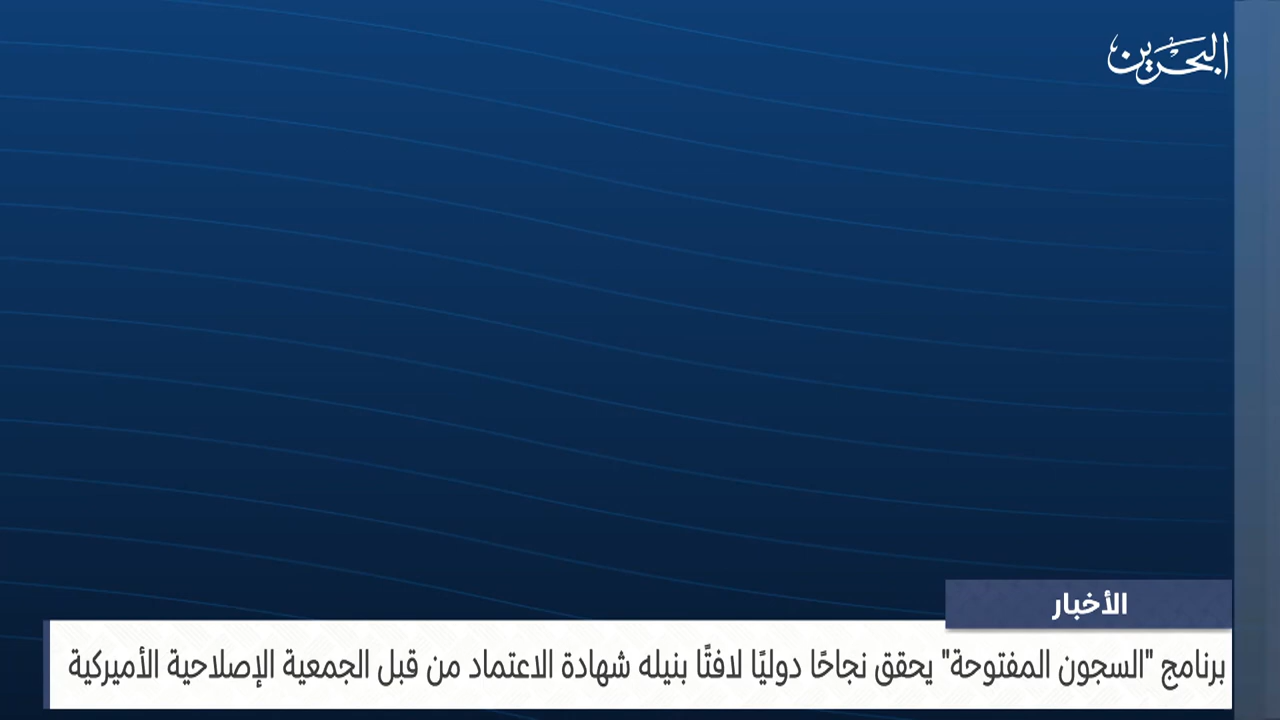 البحرين
الأخبار
برنامج "السجون المفتوحة" يحقق نجاحًا دوليًا لافتًا بنيله شهادة الاعتماد من قبل الجمعية الإصلاحية الأميركية